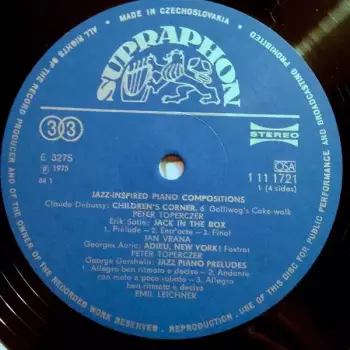 MADE IN CZECHOSLOVAKIA
ALL RIGHTS OF THE RECORD PRODUCER AND OF THE OWNER OF THE RECORDED WORK RESERVED - REPRODUCTION - USE OF THIS DISC FOR PUBLIC PERFORMANCE AND BROADCASTING PROHIBITED
SUPRAPHON
33
STEREO
E 3275
℗ 1975
84 1
OSA
1 11 1721
1 (4 sides)
JAZZ-INSPIRED PIANO COMPOSITIONS
Claude Debussy: CHILDREN'S CORNER, 6 Golliwog's Cake-walk
PETER TOPERCZER
Erik Satie: JACK IN THE BOX
1. Prélude - 2. Entr'acte - 3. Final
JAN VRANA
Georges Auric: ADIEU, NEW YORK! Foxtrot
PETER TOPERCZER
George Gershwin: JAZZ PIANO PRELUDES
1. Allegro ben ritmato e deciso - 2. Andante
con moto e poco rubato - 3. Allegro
ben ritmato e deciso
EMIL LEICHNER